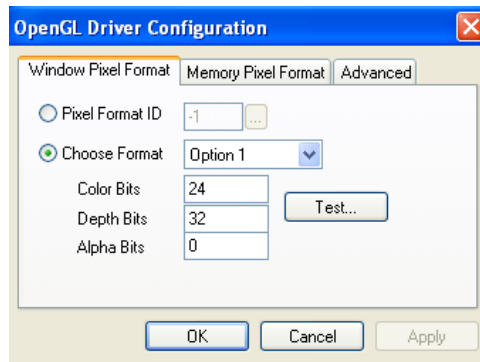 OpenGL Driver Configuration
Window Pixel Format Memory Pixel Format Advanced
Pixel Format ID -1 ...
Choose Format Option 1
Color Bits 24
Test...
Depth Bits 32
Alpha Bits 0
OK Cancel Apply